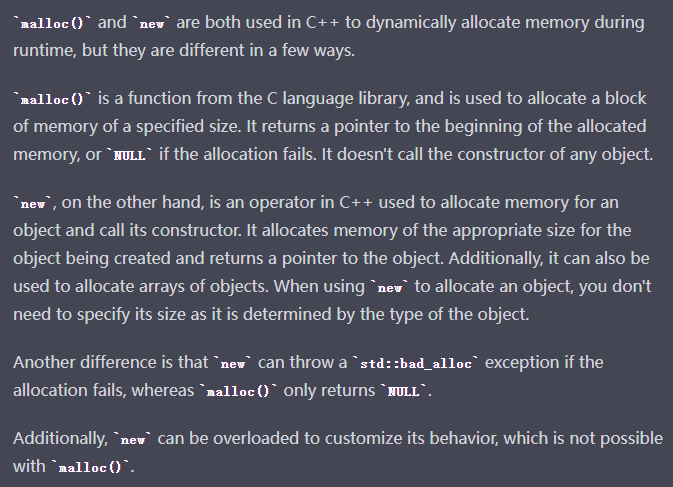 `malloc()` and `new` are both used in C++ to dynamically allocate memory during
runtime, but they are different in a few ways.
`malloc()` is a function from the C language library, and is used to allocate a block
of memory of a specified size. It returns a pointer to the beginning of the allocated
memory, or `NULL` if the allocation fails. It doesn't call the constructor of any object.
`new`, on the other hand, is an operator in C++ used to allocate memory for an
object and call its constructor. It allocates memory of the appropriate size for the
object being created and returns a pointer to the object. Additionally, it can also be
used to allocate arrays of objects. When using `new` to allocate an object, you don't
need to specify its size as it is determined by the type of the object.
Another difference is that `new` can throw a `std::bad_alloc` exception if the
allocation fails, whereas `malloc()` only returns `NULL`.
Additionally, `new` can be overloaded to customize its behavior, which is not possible
with `malloc()`.